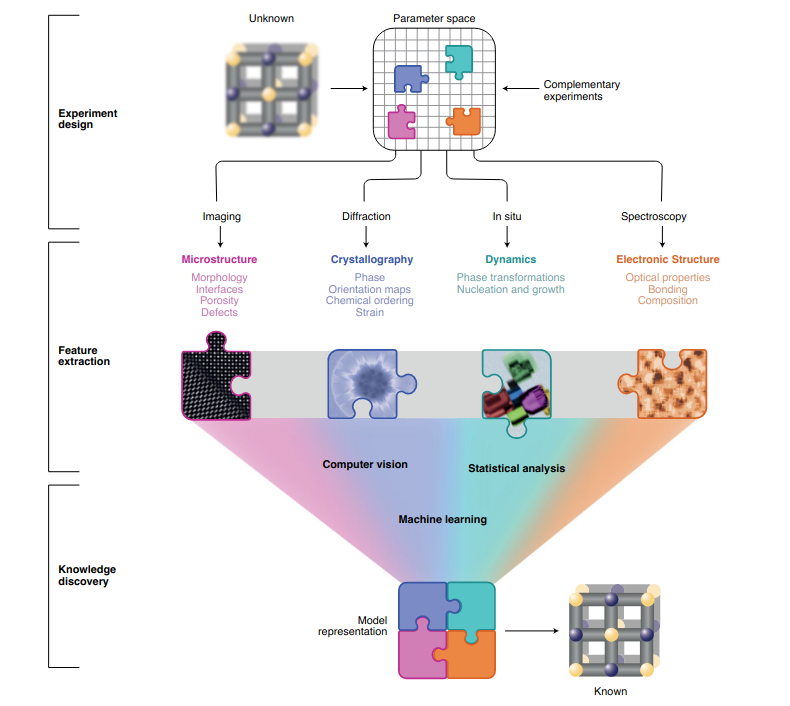 Unknown
Parameter space
Complementary
experiments
Experiment
design
Imaging
Diffraction
In situ
Spectroscopy
Microstructure
Morphology
Interfaces
Porosity
Defects
Crystallography
Phase
Orientation maps
Chemical ordering
Strain
Dynamics
Phase transformations
Nucleation and growth
Electronic Structure
Optical properties
Bonding
Composition
Feature
extraction
Computer vision
Statistical analysis
Machine learning
Knowledge
discovery
Model
representation
Known